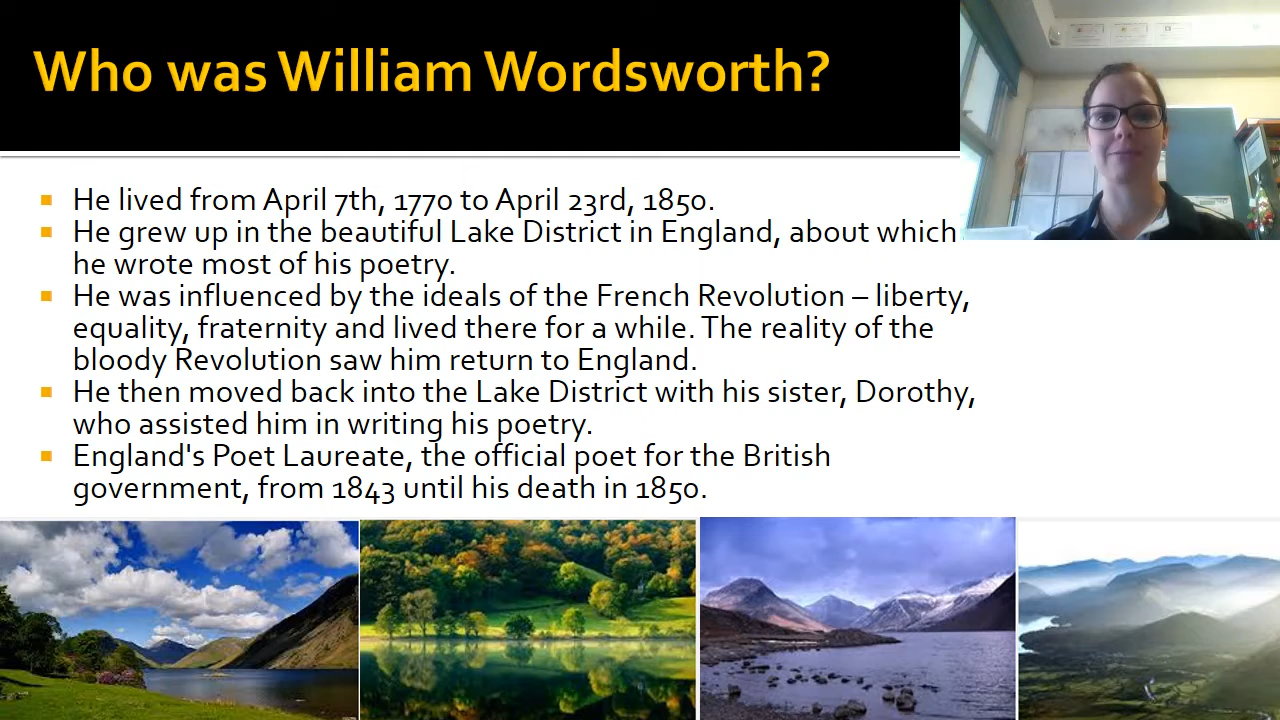 Who was William Wordsworth?
He lived from April 7th, 1770 to April 23rd, 1850.
He grew up in the beautiful Lake District in England, about which
he wrote most of his poetry.
He was influenced by the ideals of the French Revolution – liberty,
equality, fraternity and lived there for a while. The reality of the
bloody Revolution saw him return to England.
He then moved back into the Lake District with his sister, Dorothy,
who assisted him in writing his poetry.
England's Poet Laureate, the official poet for the British
government, from 1843 until his death in 1850.